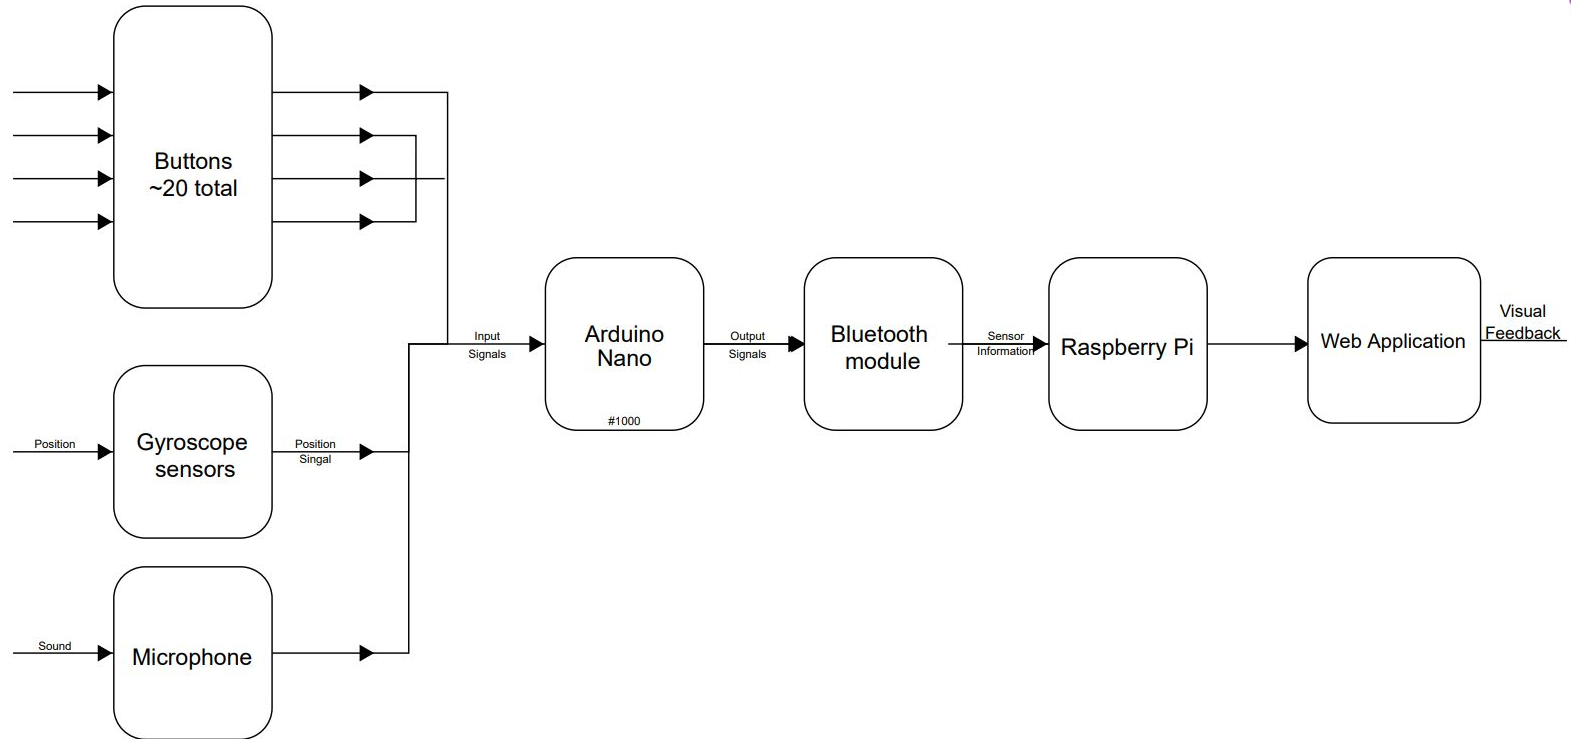 Buttons
~20 total
Position
Gyroscope
sensors
Position
Singal
Sound
Microphone
Input
Signals
Arduino
Nano
#1000
Output
Signals
Bluetooth
module
Sensor
Information
Raspberry Pi
Web Application
Visual
Feedback